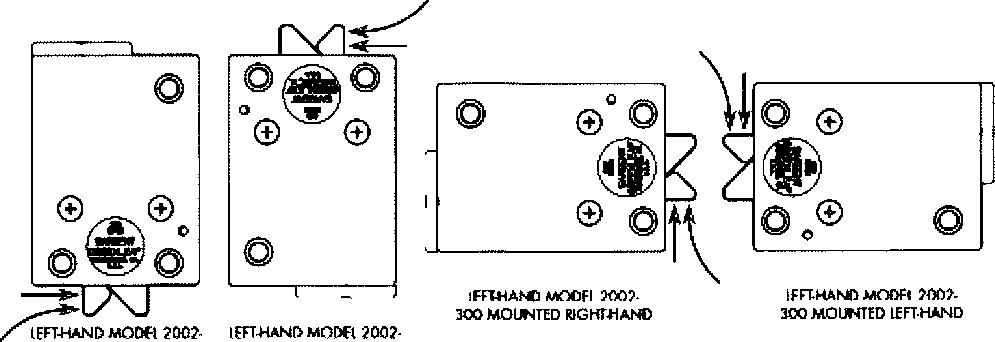 LEFT-HAND MODEL 2002-
LEFT-HAND MODEL 2002-
LEFT-HAND MODEL 2002-
300 MOUNTED RIGHT-HAND
LEFT-HAND MODEL 2002-
300 MOUNTED LEFT-HAND